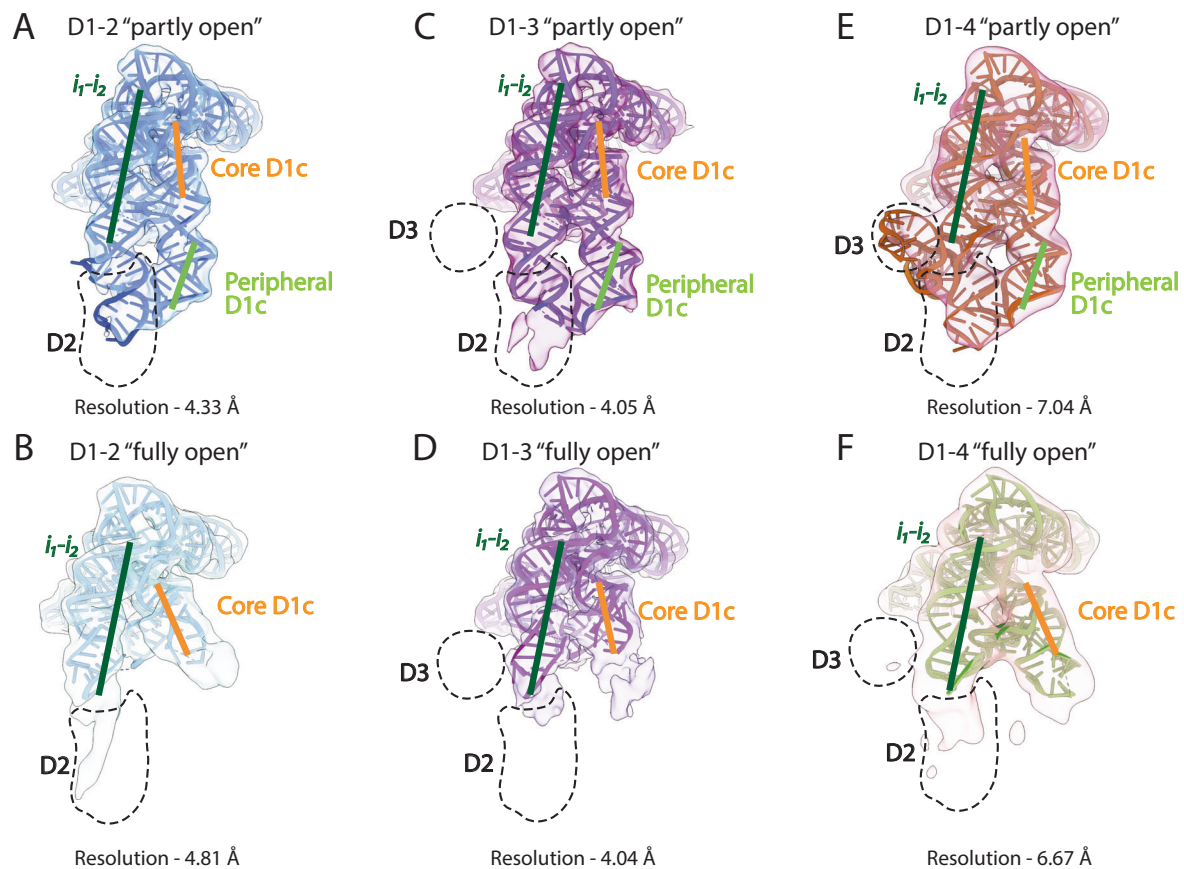 A
D1-2 “partly open”
i₁-i₂
Core D1c
Peripheral
D1c
D2
Resolution - 4.33 Å
C
D1-3 “partly open”
i₁-i₂
Core D1c
D3
Peripheral
D1c
D2
Resolution - 4.05 Å
E
D1-4 “partly open”
i₁-i₂
Core D1c
D3
Peripheral
D1c
D2
Resolution - 7.04 Å
B
D1-2 “fully open”
i₁-i₂
Core D1c
D2
Resolution - 4.81 Å
D
D1-3 “fully open”
i₁-i₂
Core D1c
D3
D2
Resolution - 4.04 Å
F
D1-4 “fully open”
i₁-i₂
Core D1c
D3
D2
Resolution - 6.67 Å